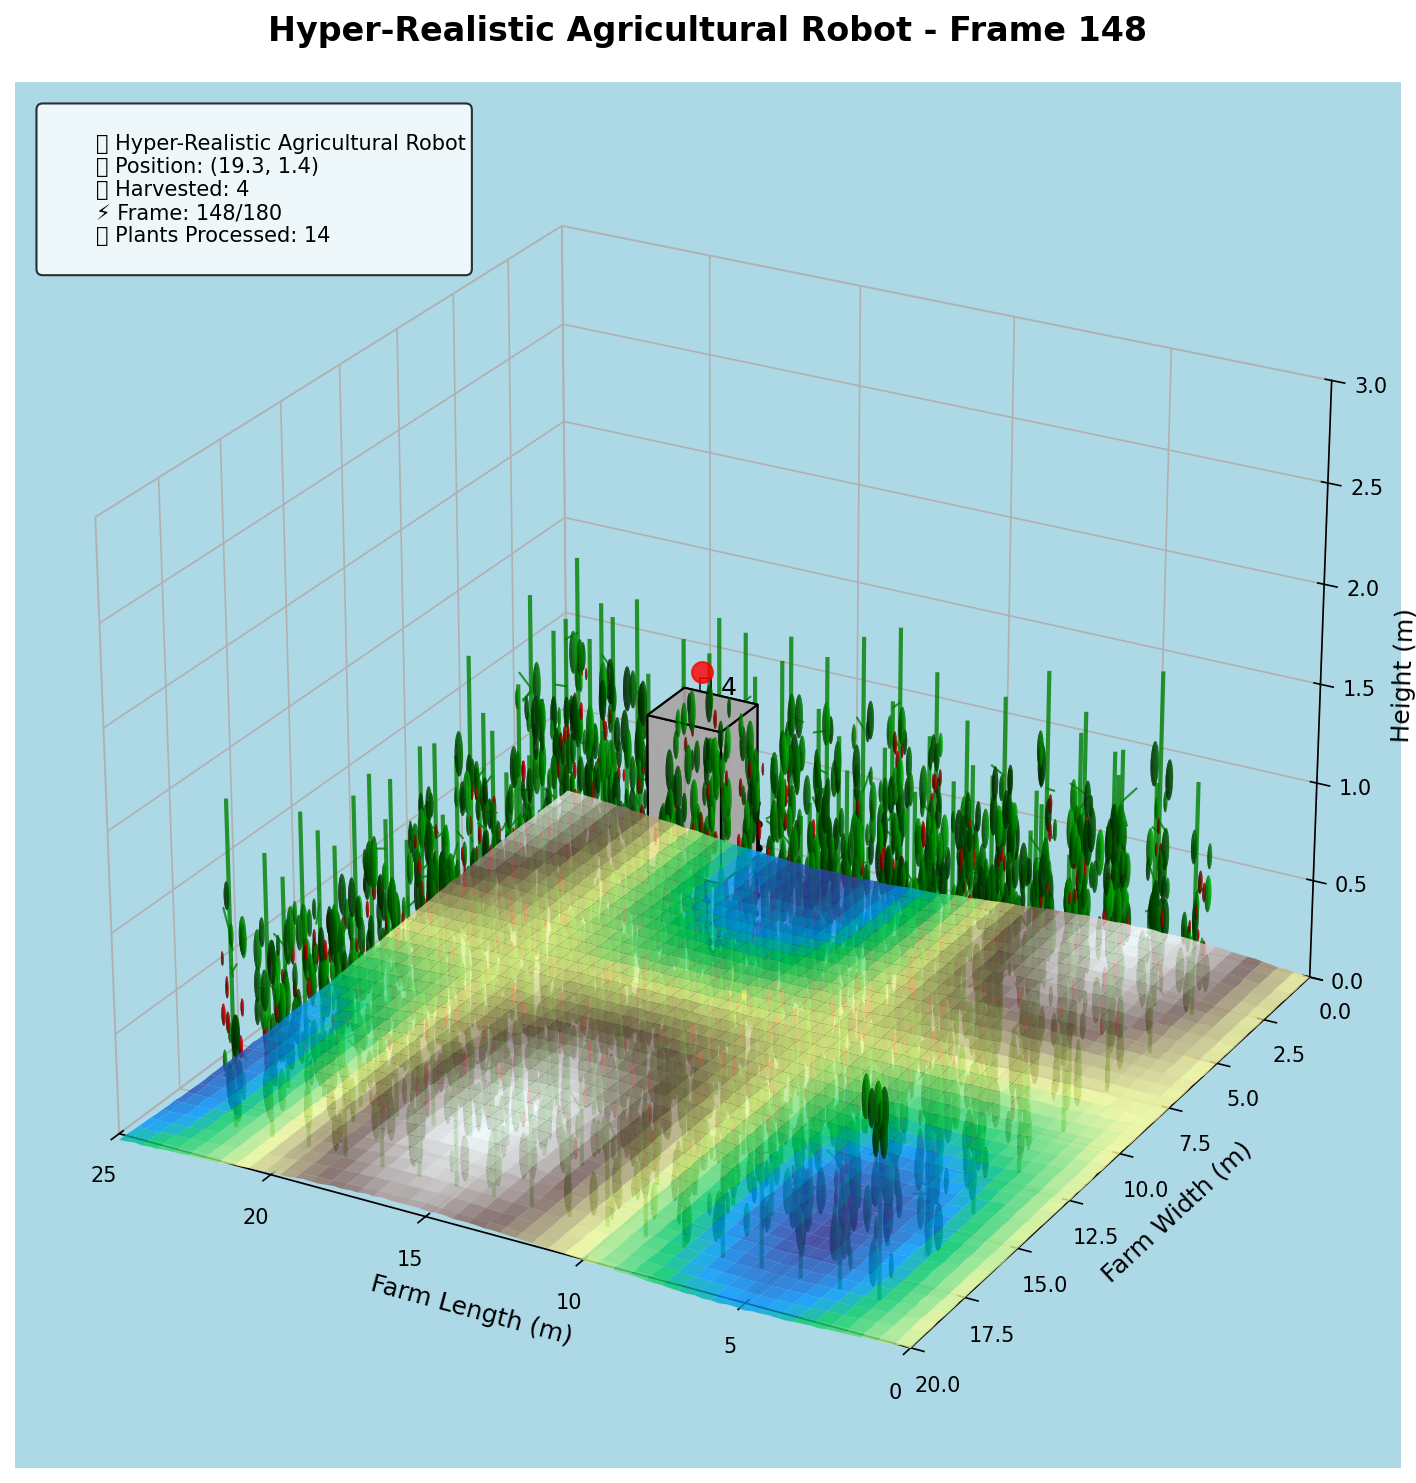 Hyper-Realistic Agricultural Robot - Frame 148
▯ Hyper-Realistic Agricultural Robot
▯ Position: (19.3, 1.4)
▯ Harvested: 4
⚡ Frame: 148/180
▯ Plants Processed: 14
▯ 4
3.0
2.5
2.0
1.5
1.0
0.5
0.0
Height (m)
0.0
2.5
5.0
7.5
10.0
12.5
15.0
17.5
20.0
Farm Width (m)
25
20
15
10
5
0
Farm Length (m)